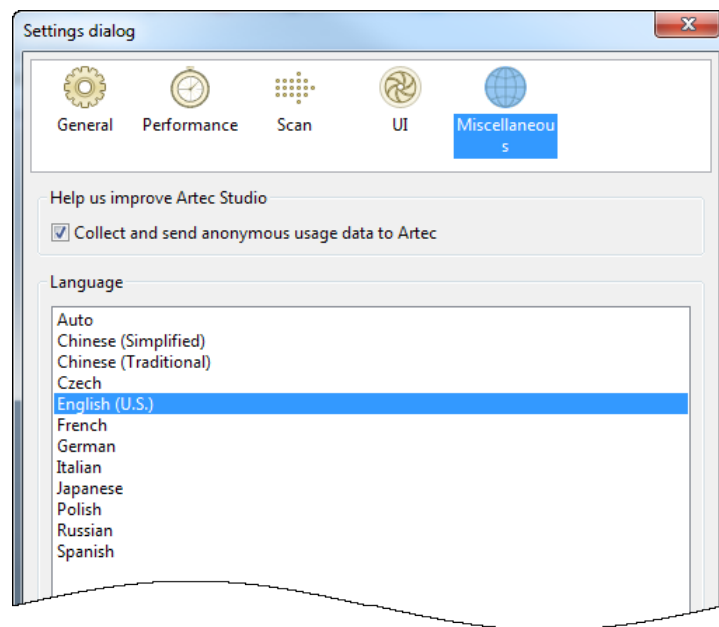 Settings dialog
General
Performance
Scan
UI
Miscellaneou
s
Help us improve Artec Studio
Collect and send anonymous usage data to Artec
Language
Auto
Chinese (Simplified)
Chinese (Traditional)
Czech
English (U.S.)
French
German
Italian
Japanese
Polish
Russian
Spanish